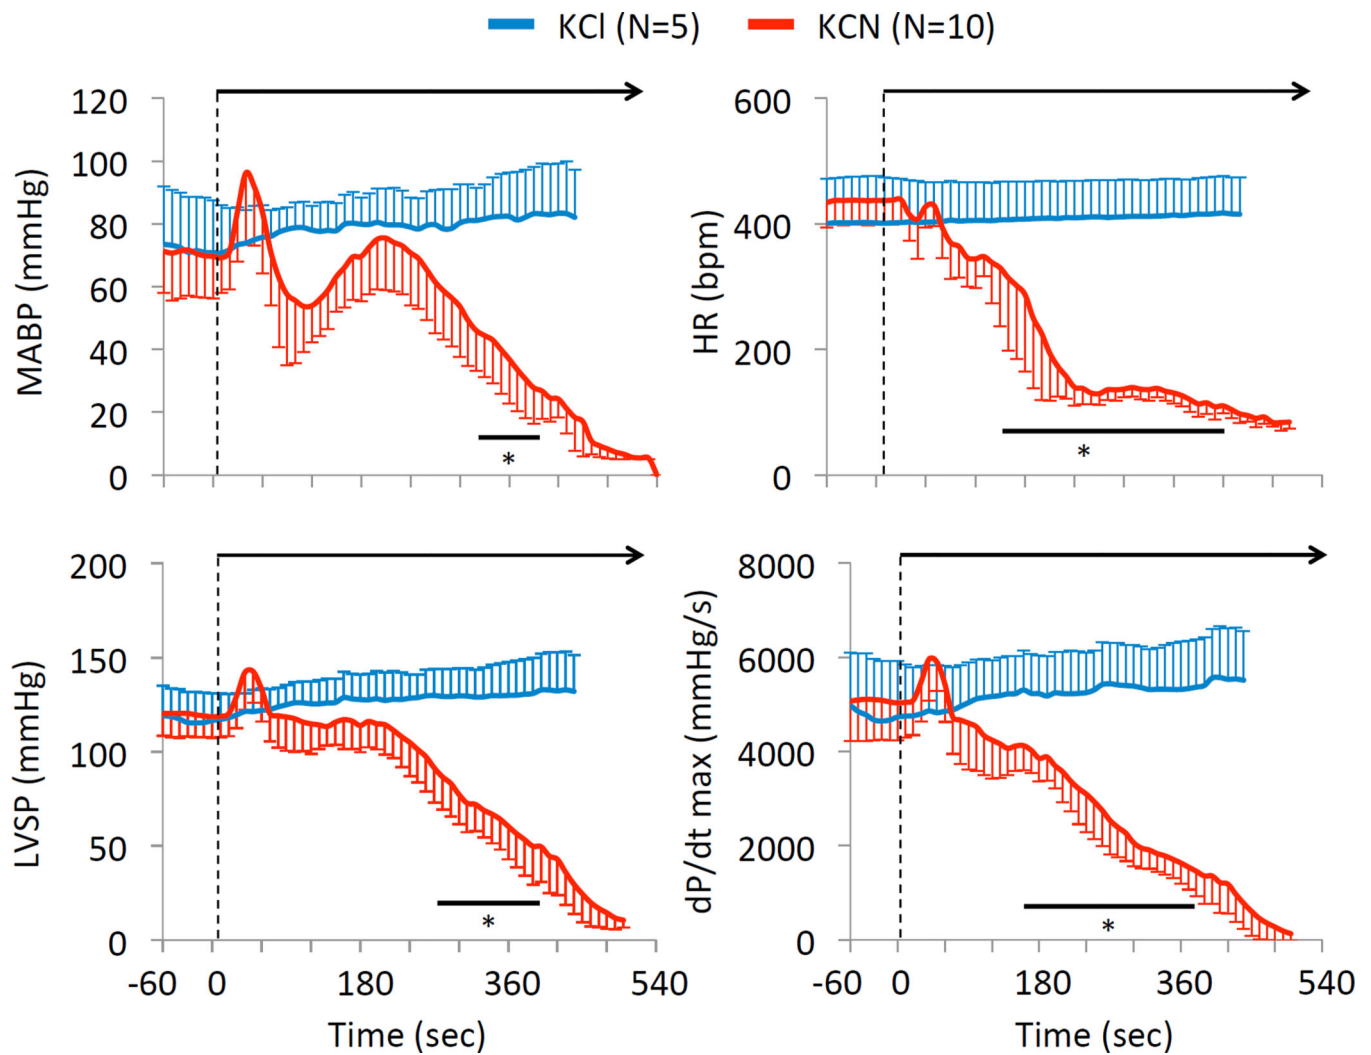 KCl (N=5) KCN (N=10)
MABP (mmHg)
120
100
80
60
40
20
0
*
HR (bpm)
600
400
200
0
*
LVSP (mmHg)
200
150
100
50
0
*
-60 0 180 360 540
Time (sec)
dP/dt max (mmHg/s)
8000
6000
4000
2000
0
*
-60 0 180 360 540
Time (sec)